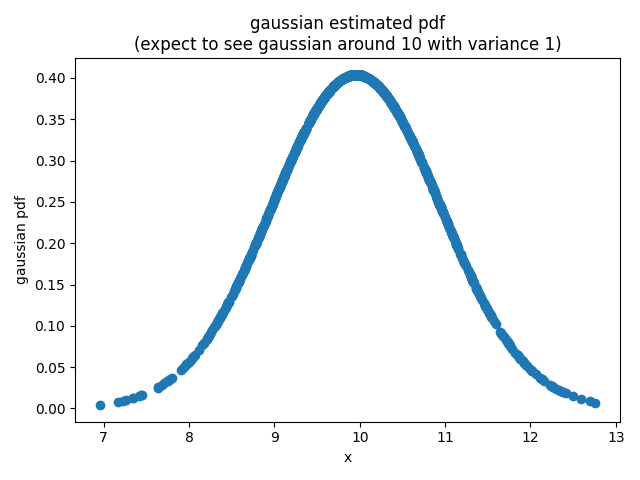 gaussian estimated pdf
(expect to see gaussian around 10 with variance 1)
gaussian pdf
0.40
0.35
0.30
0.25
0.20
0.15
0.10
0.05
0.00
7 8 9 10 11 12 13
x